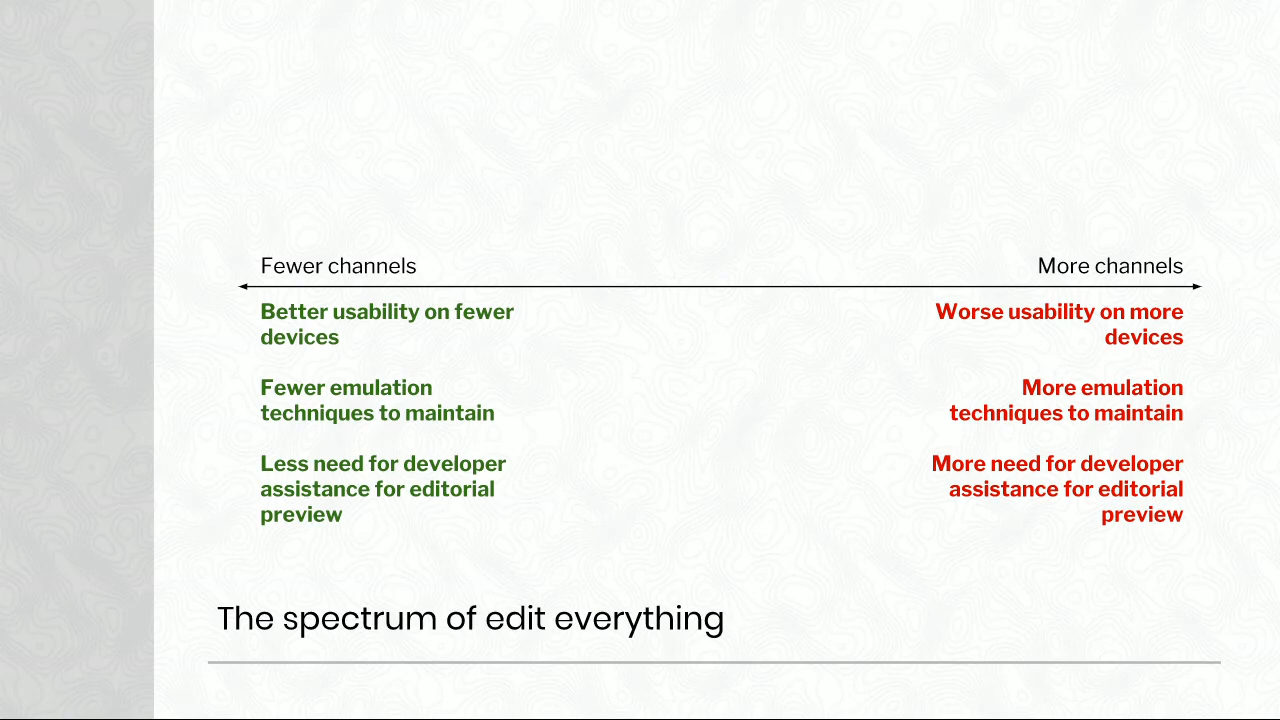 Fewer channels
More channels
Better usability on fewer
devices
Worse usability on more
devices
Fewer emulation
techniques to maintain
More emulation
techniques to maintain
Less need for developer
assistance for editorial
preview
More need for developer
assistance for editorial
preview
The spectrum of edit everything